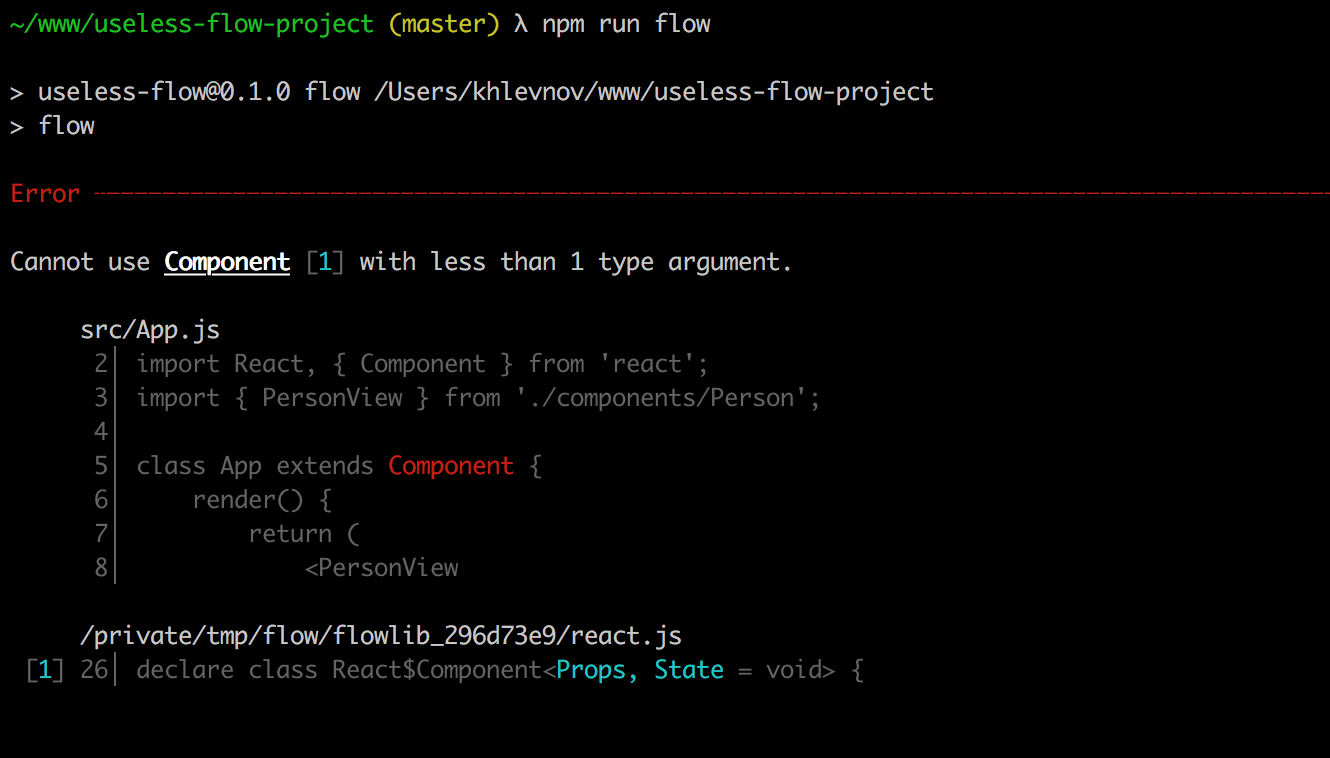 ~/www/useless-flow-project (master) λ npm run flow
> useless-flow@0.1.0 flow /Users/khlevnov/www/useless-flow-project
> flow
Error
Cannot use Component [1] with less than 1 type argument.
src/App.js
2│ import React, { Component } from 'react';
3│ import { PersonView } from './components/Person';
4│
5│ class App extends Component {
6│     render() {
7│         return (
8│             <PersonView
/private/tmp/flow/flowlib_296d73e9/react.js
[1] 26│ declare class React$Component<Props, State = void> {